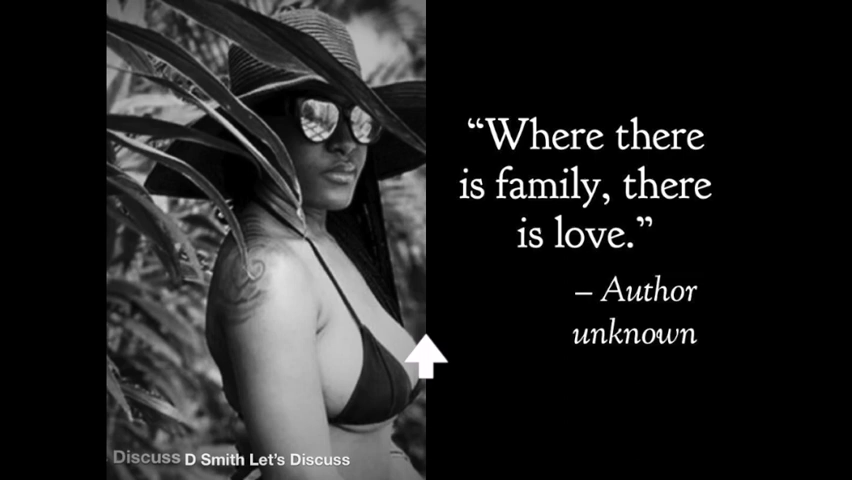 “Where there
is family, there
is love.”
– Author
unknown
Discuss D Smith Let's Discuss